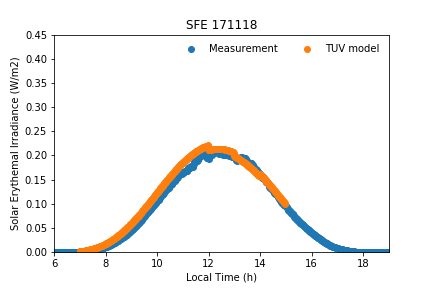 SFE 171118
Measurement TUV model
Solar Erythemal Irradiance (W/m2)
0.45
0.40
0.35
0.30
0.25
0.20
0.15
0.10
0.05
0.00
6 8 10 12 14 16 18
Local Time (h)